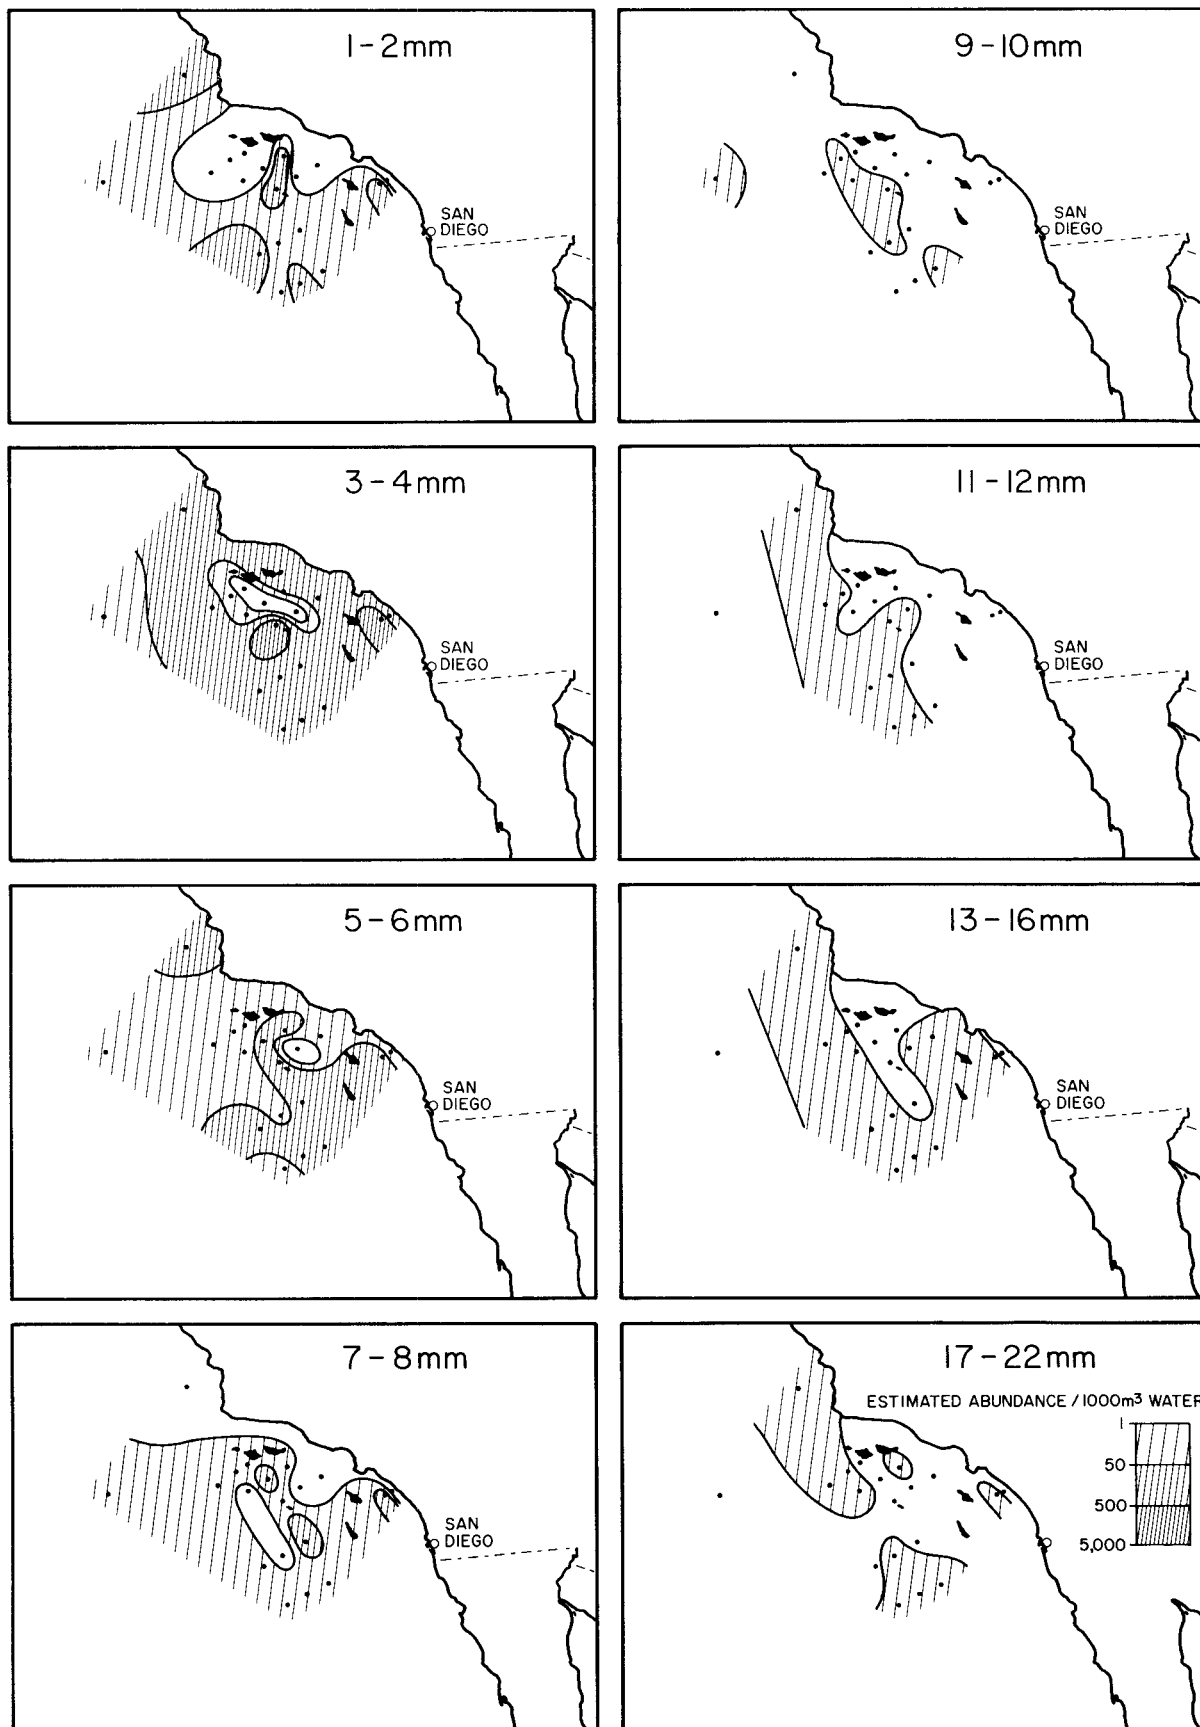 1-2mm
SAN
DIEGO
9-10mm
SAN
DIEGO
3-4mm
SAN
DIEGO
11-12mm
SAN
DIEGO
5-6mm
SAN
DIEGO
13-16mm
SAN
DIEGO
7-8mm
SAN
DIEGO
17-22mm
ESTIMATED ABUNDANCE / 1000m³ WATER
1
50
500
5,000